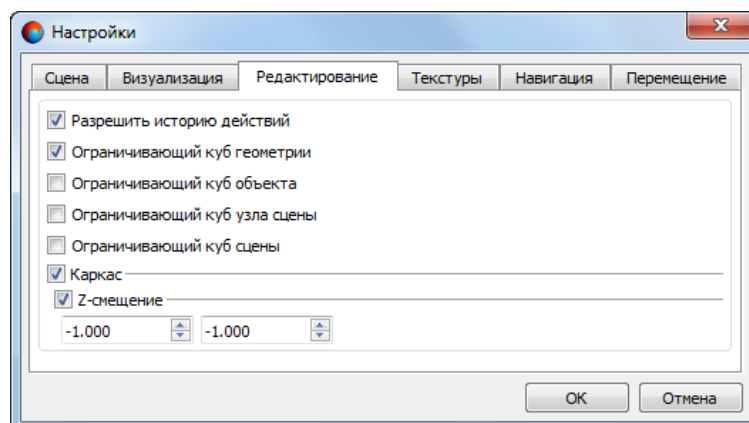 Настройки
Сцена Визуализация Редактирование Текстуры Навигация Перемещение
Разрешить историю действий
Ограничивающий куб геометрии
Ограничивающий куб объекта
Ограничивающий куб узла сцены
Ограничивающий куб сцены
Каркас
Z-смещение
-1.000 -1.000
ОК Отмена